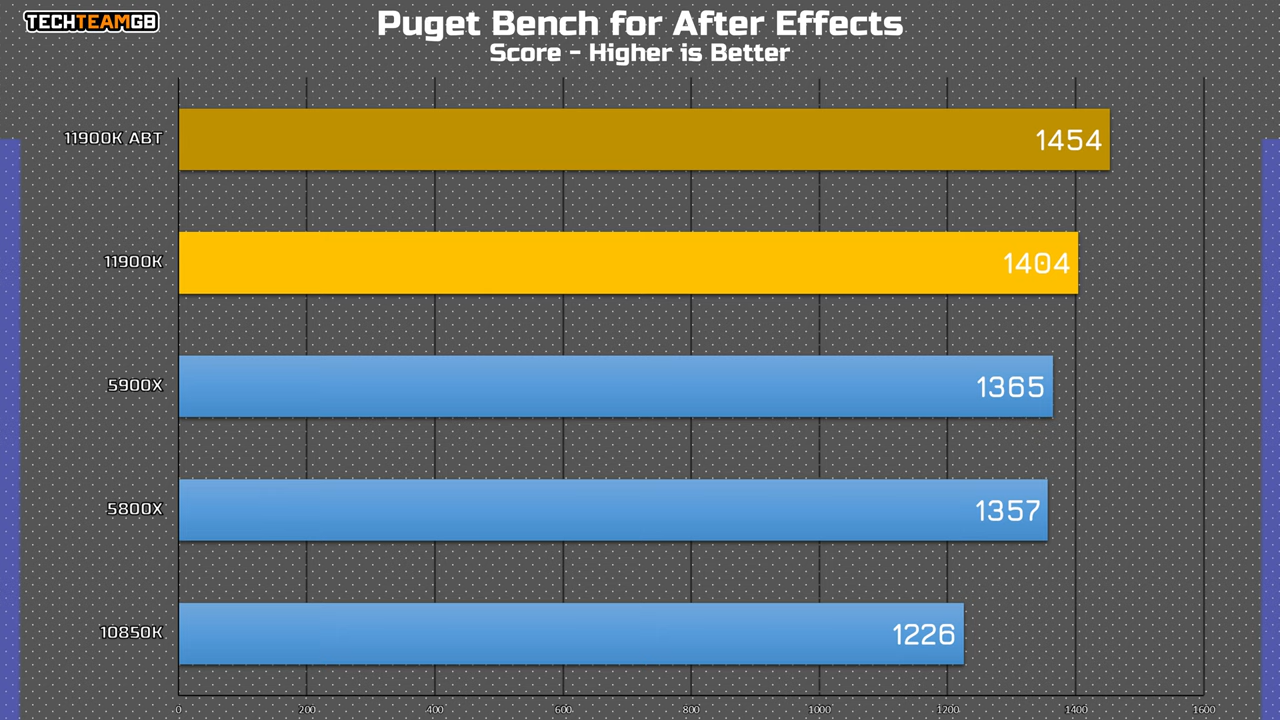 TECHTEAMGB
Puget Bench for After Effects
Score - Higher is Better
11900K ABT
1454
11900K
1404
5900X
1365
5800X
1357
10850K
1226
0 200 400 600 800 1000 1200 1400 1600